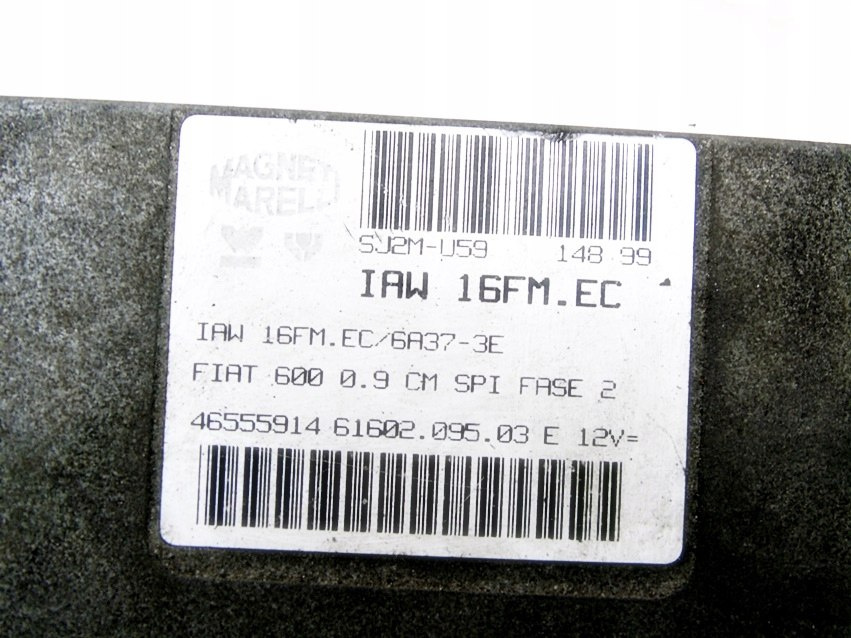 MAGNETI
MARELLI
SJ2M-U59 148 99
IAW 16FM.EC
IAW 16FM.EC/6A37-3E
FIAT 600 0.9 CM SPI FASE 2
46555914 61602.095.03 E 12V=